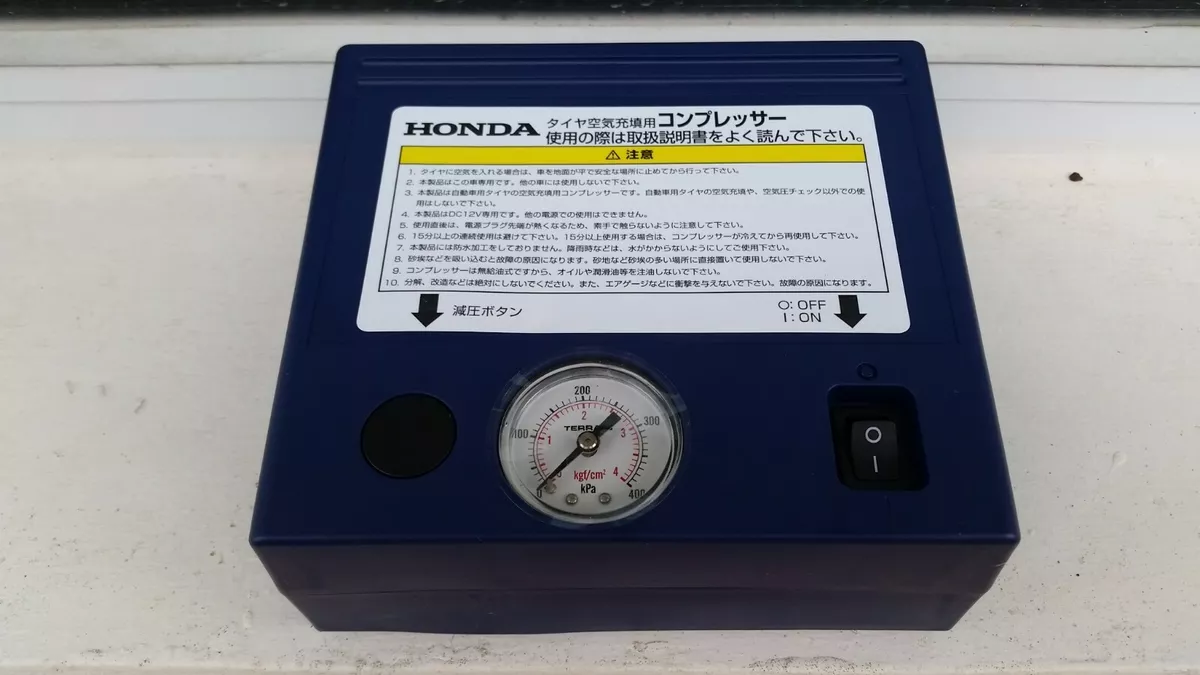 HONDA タイヤ空気充填用コンプレッサー
使用の際は取扱説明書をよく読んで下さい。
⚠ 注意
1. タイヤに空気を入れる場合は、車を地面が平で安全な場所に止めてから行って下さい。
2. 本製品はこの車専用です。他の車には使用しないで下さい。
3. 本製品は自動車用タイヤの空気充填用コンプレッサーです。自動車用タイヤの空気充填や、空気圧チェック以外での使
用はしないで下さい。
4. 本製品はDC12V専用です。他の電源での使用はできません。
5. 使用直後は、電源プラグ先端が熱くなるため、素手で触らないように注意して下さい。
6. 15分以上の連続使用は避けて下さい。15分以上使用する場合は、コンプレッサーが冷えてから再使用して下さい。
7. 本製品には防水加工をしておりません。降雨時などは、水がかからないようにしてご使用下さい。
8. 砂埃などを吸い込むと故障の原因になります。砂地など砂埃の多い場所に直接置いて使用しないで下さい。
9. コンプレッサーは無給油式ですから、オイルや潤滑油等を注油しないで下さい。
10. 分解、改造などは絶対にしないでください。また、エアゲージなどに衝撃を与えないで下さい。故障の原因になります。
減圧ボタン
O:OFF
I:ON
200
100 2 300
1 3
kgf/cm² 4
0 kPa 400
O
I